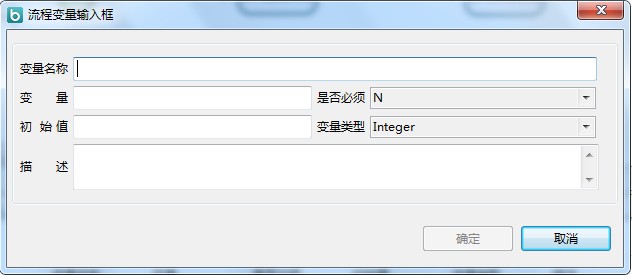 流程变量输入框
变量名称
变 量 是否必须 N
初 始 值 变量类型 Integer
描 述
确定 取消